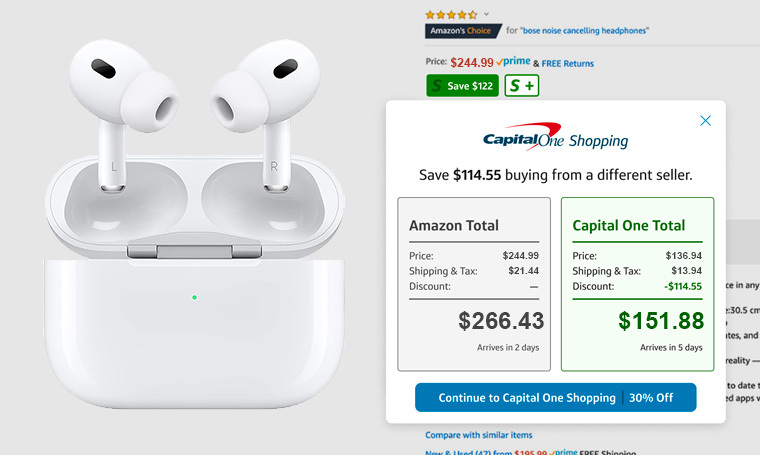 L
R
Amazon's Choice for "bose noise cancelling headphones"
Price: $244.99 prime & FREE Returns
S Save $122 S +
CapitalOne Shopping
Save $114.55 buying from a different seller.
Amazon Total
Price: $244.99
Shipping & Tax: $21.44
Discount: —
$266.43
Arrives in 2 days
Capital One Total
Price: $136.94
Shipping & Tax: $13.94
Discount: -$114.55
$151.88
Arrives in 5 days
Continue to Capital One Shopping | 30% Off
ce in any
:30.5 cm
tes, and
reality —
to date t
ed apps w
Compare with similar items
New & Used (47) from $195.99 prime FREE Shipping